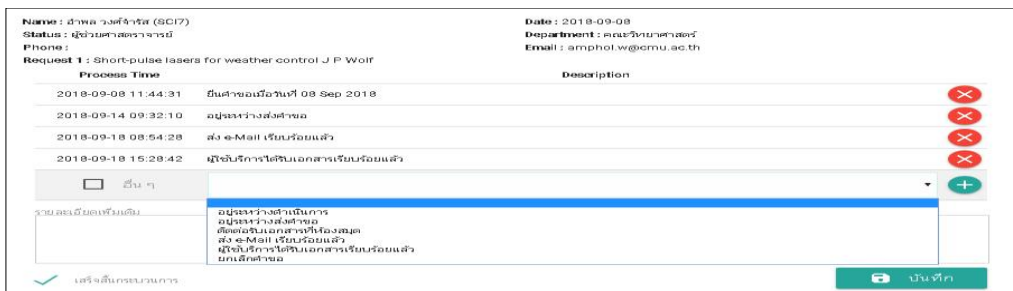 Name : อำพล วงศ์จำรัส (SCI7)
Date : 2018-09-08
Status : ผู้ช่วยศาสตราจารย์
Department : คณะวิทยาศาสตร์
Phone :
Email : amphol.w@cmu.ac.th
Request 1 : Short-pulse lasers for weather control J P Wolf
Process Time Description
2018-09-08 11:44:31 ยื่นคำขอเมื่อวันที่ 08 Sep 2018
2018-09-14 09:32:10 อยู่ระหว่างส่งคำขอ
2018-09-18 08:54:28 ส่ง e-Mail เรียบร้อยแล้ว
2018-09-18 15:28:42 ผู้ใช้บริการได้รับเอกสารเรียบร้อยแล้ว
อื่น ๆ
รายละเอียดเพิ่มเติม
อยู่ระหว่างดำเนินการ
อยู่ระหว่างส่งคำขอ
ติดต่อรับเอกสารที่ห้องสมุด
ส่ง e-Mail เรียบร้อยแล้ว
ผู้ใช้บริการได้รับเอกสารเรียบร้อยแล้ว
ยกเลิกคำขอ
เสร็จสิ้นกระบวนการ
บันทึก